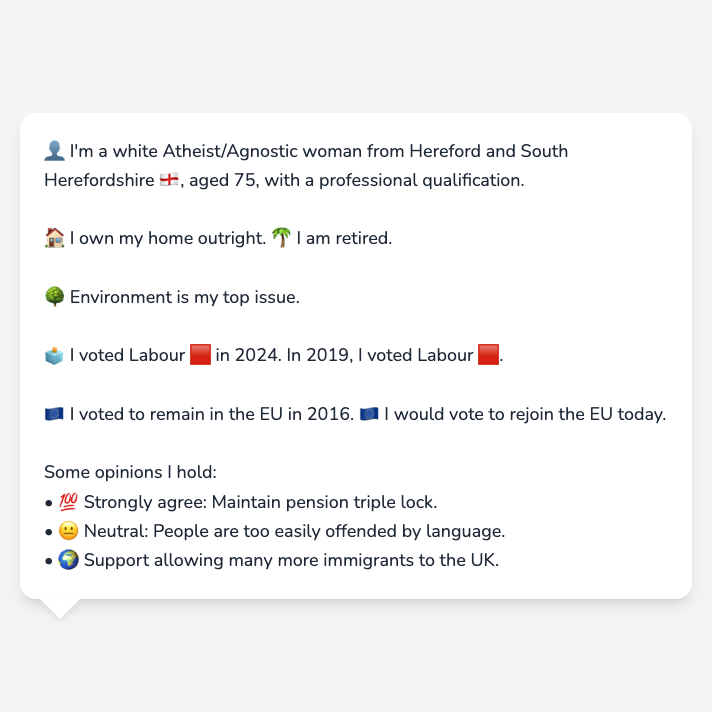 👤 I'm a white Atheist/Agnostic woman from Hereford and South
Herefordshire 🏴󠁧󠁢󠁥󠁮󠁧󠁿, aged 75, with a professional qualification.
🏠 I own my home outright. 🌴 I am retired.
🌳 Environment is my top issue.
🗳️ I voted Labour 🟥 in 2024. In 2019, I voted Labour 🟥.
🇪🇺 I voted to remain in the EU in 2016. 🇪🇺 I would vote to rejoin the EU today.
Some opinions I hold:
• 💯 Strongly agree: Maintain pension triple lock.
• 😐 Neutral: People are too easily offended by language.
• 🌍 Support allowing many more immigrants to the UK.